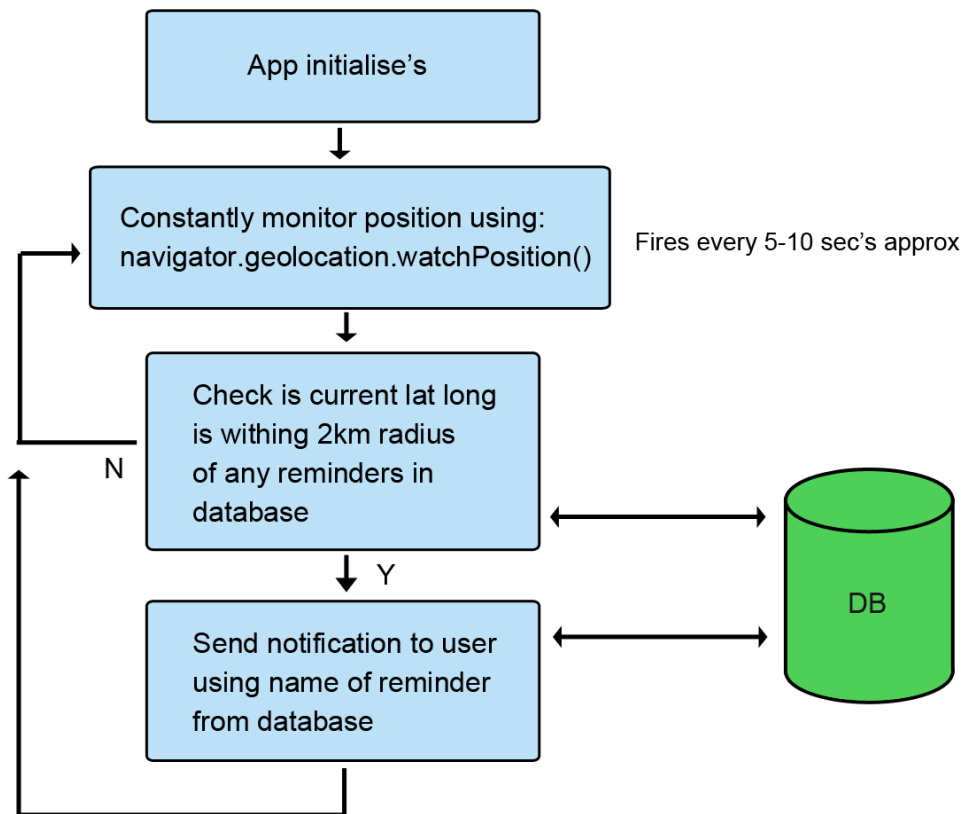 App initialise's
Constantly monitor position using:
navigator.geolocation.watchPosition()
Fires every 5-10 sec's approx
Check is current lat long
is withing 2km radius
of any reminders in
database
N
Y
DB
Send notification to user
using name of reminder
from database